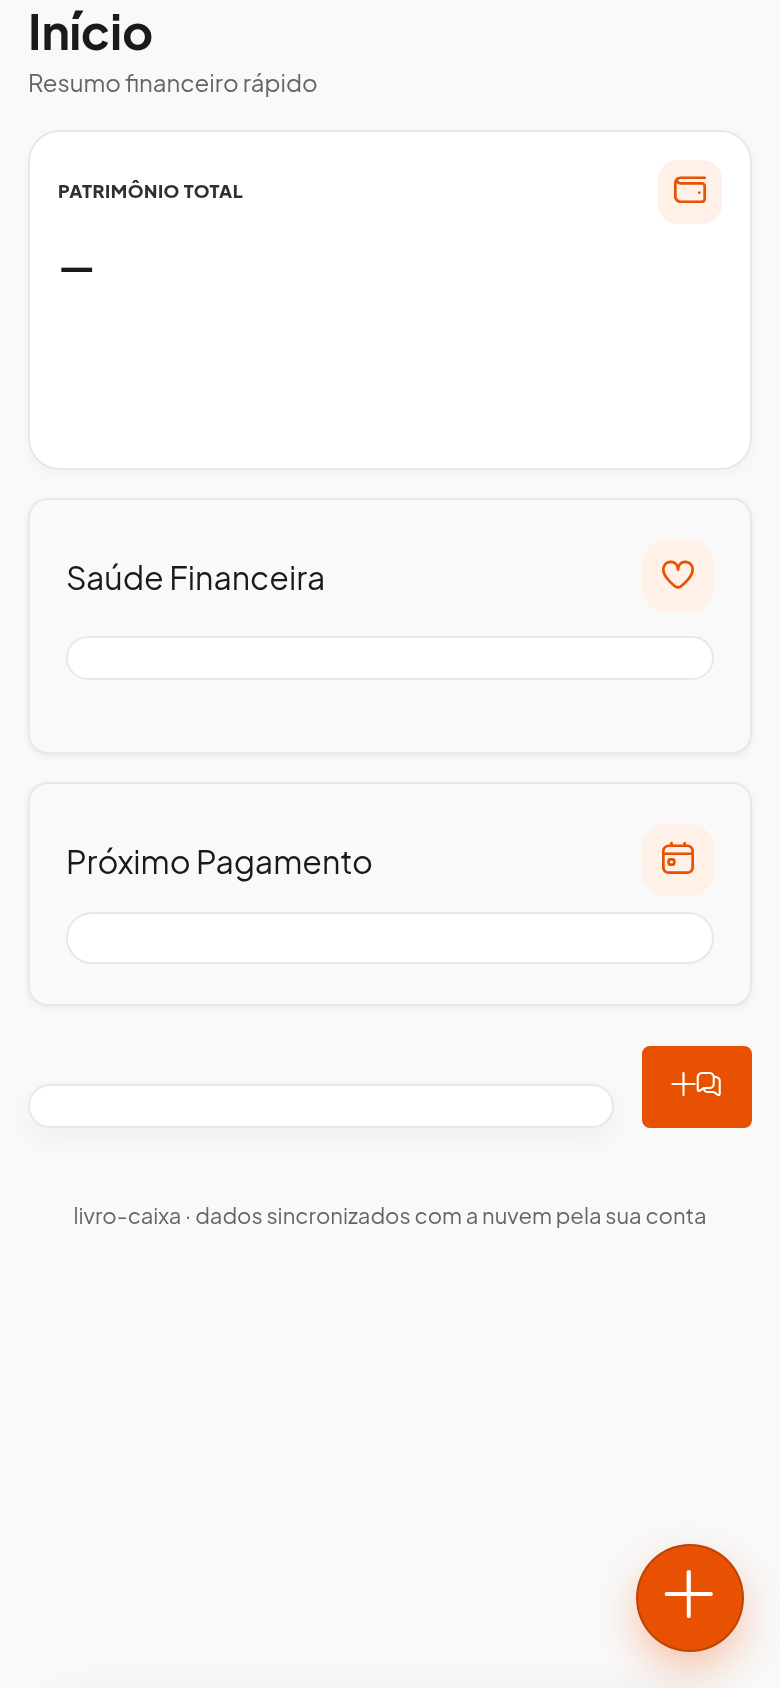 Início
Resumo financeiro rápido
PATRIMÔNIO TOTAL
—
Saúde Financeira
Próximo Pagamento
livro-caixa · dados sincronizados com a nuvem pela sua conta